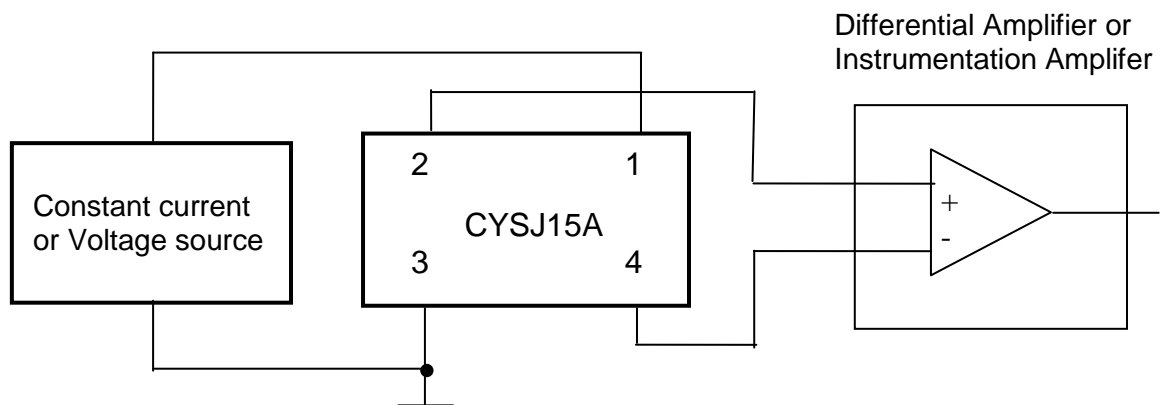 Differential Amplifier or
Instrumentation Amplifer
Constant current
or Voltage source
2 1
CYSJ15A
3 4
+
-